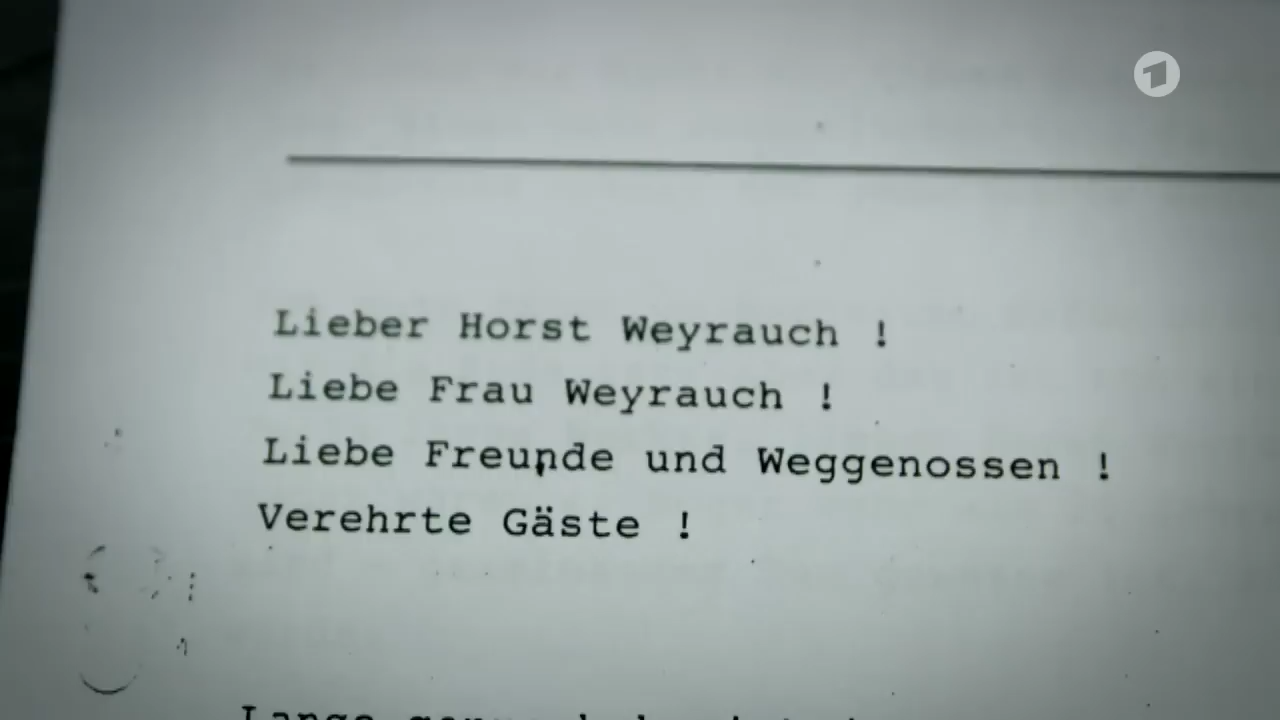 Lieber Horst Weyrauch !
Liebe Frau Weyrauch !
Liebe Freunde und Weggenossen !
Verehrte Gäste !